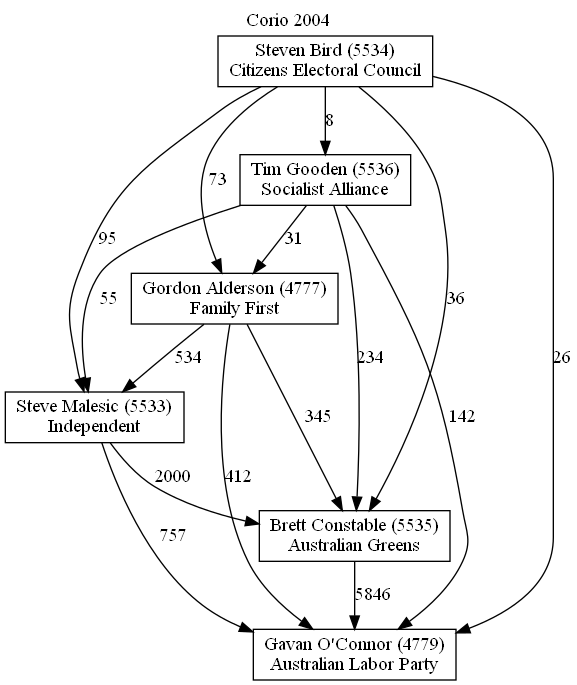 Corio 2004
Steven Bird (5534)
Citizens Electoral Council
8
Tim Gooden (5536)
Socialist Alliance
73
31
95
55
36
Gordon Alderson (4777)
Family First
534
345
234
142
26
Steve Malesic (5533)
Independent
2000
412
757
Brett Constable (5535)
Australian Greens
5846
Gavan O'Connor (4779)
Australian Labor Party